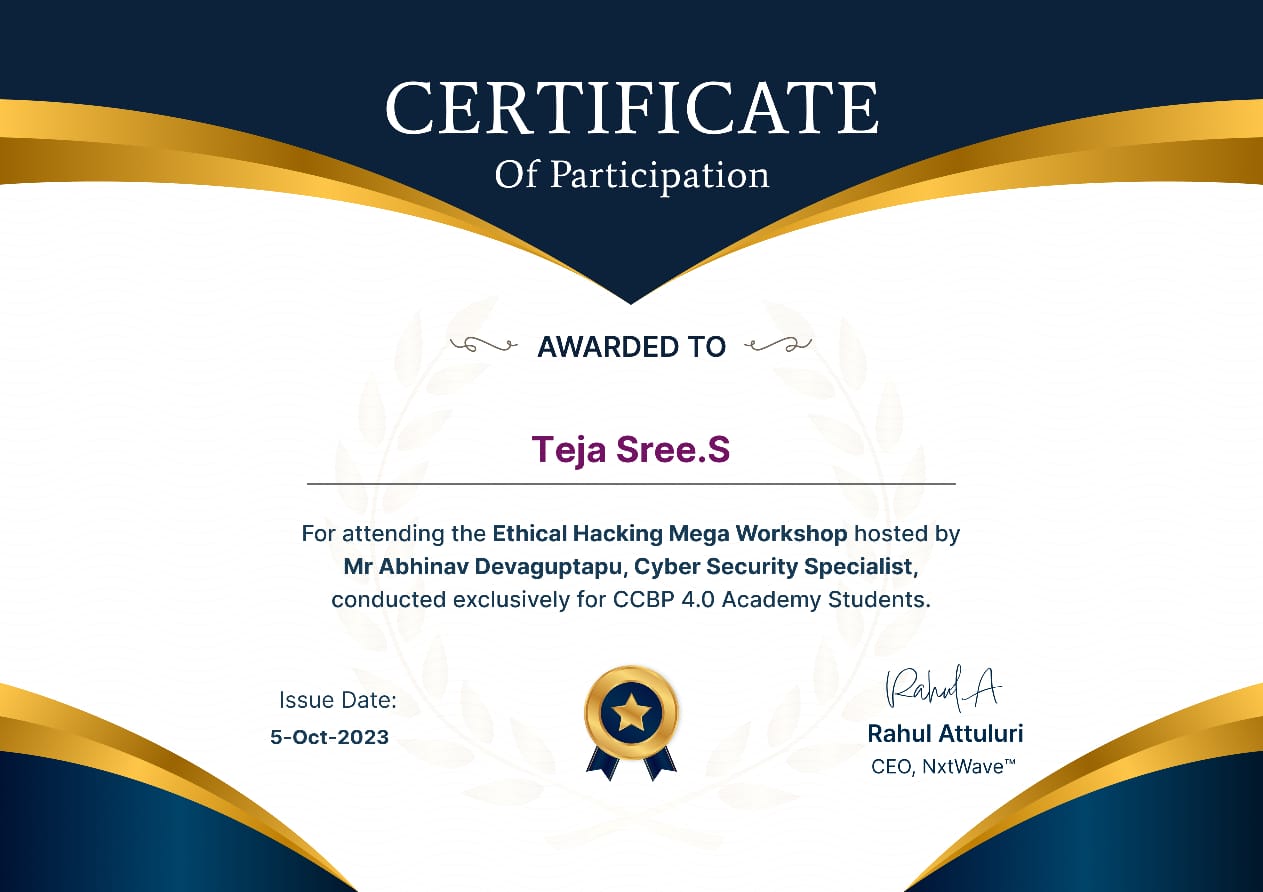 CERTIFICATE
Of Participation
AWARDED TO
Teja Sree.S
For attending the Ethical Hacking Mega Workshop hosted by
Mr Abhinav Devaguptapu, Cyber Security Specialist,
conducted exclusively for CCBP 4.0 Academy Students.
Issue Date:
5-Oct-2023
Rahul A
Rahul Attuluri
CEO, NxtWave™